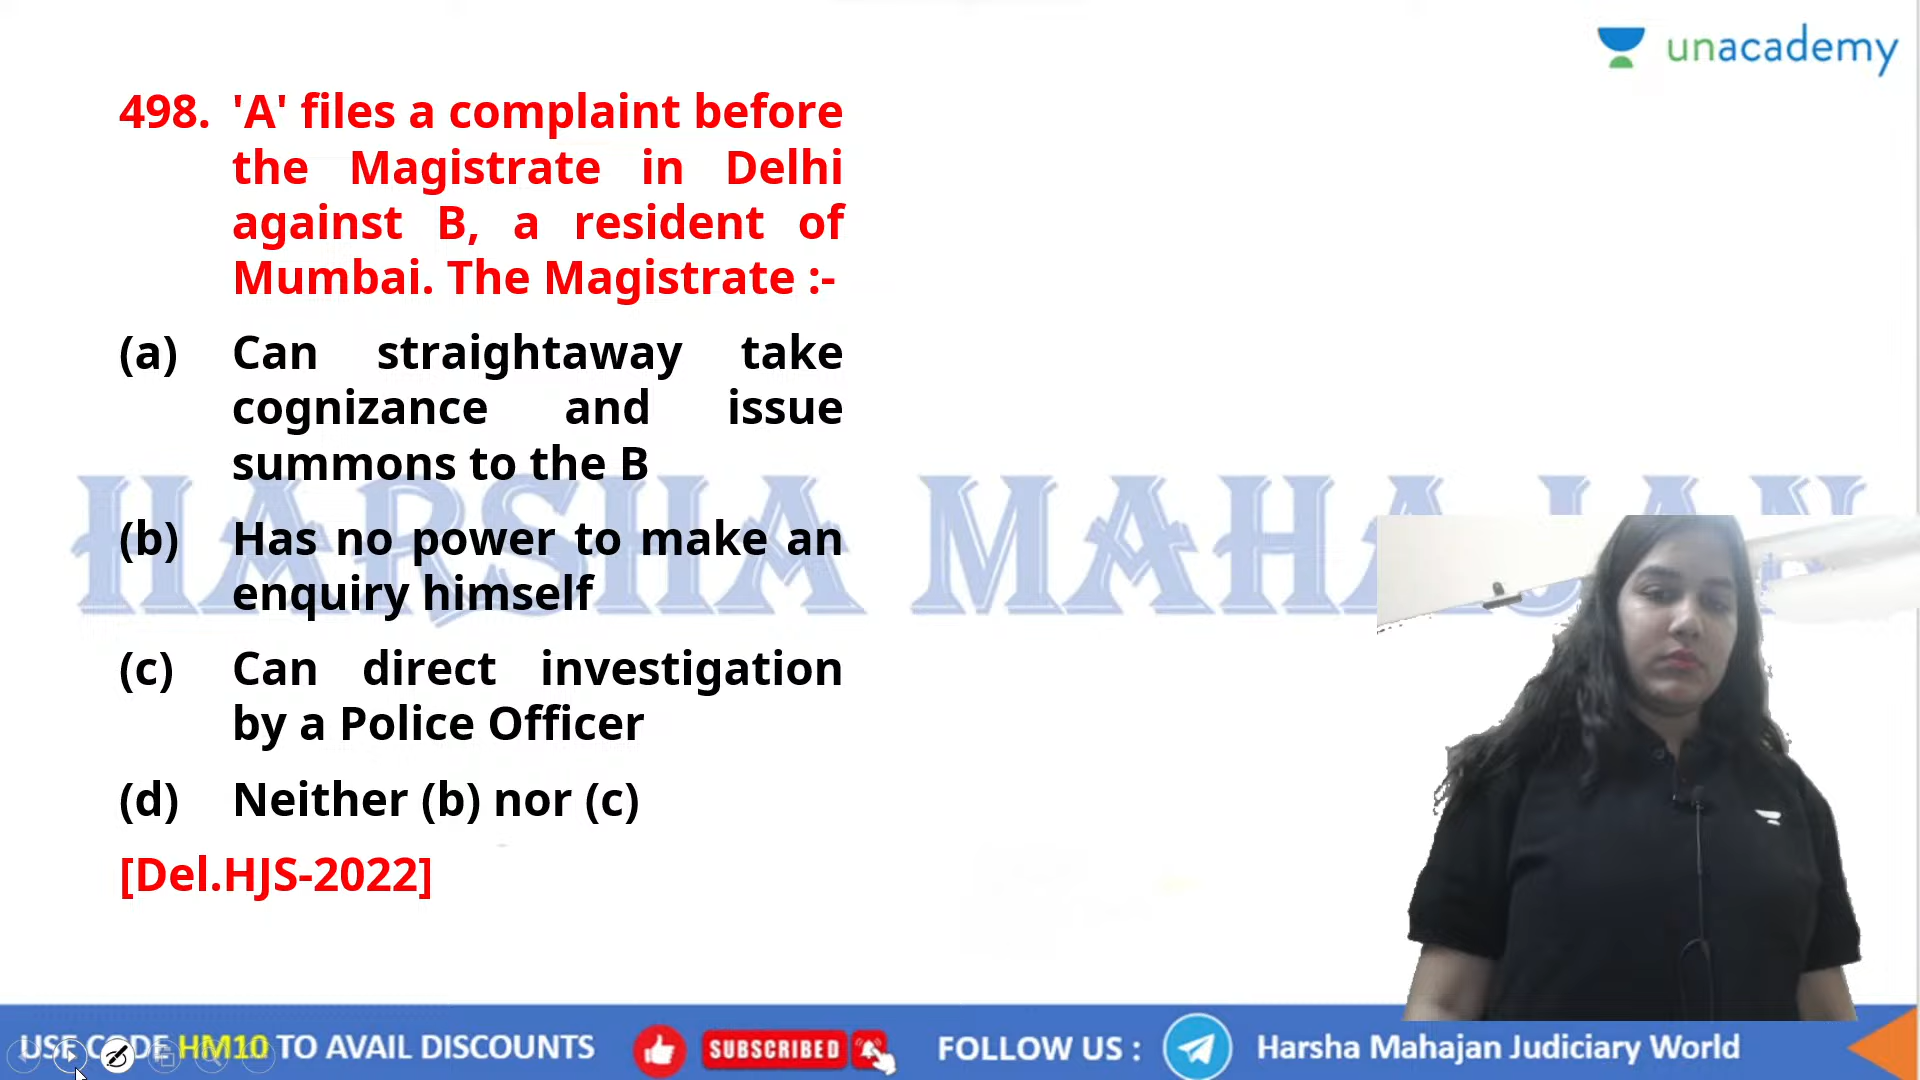 unacademy
498. 'A' files a complaint before
the Magistrate in Delhi
against B, a resident of
Mumbai. The Magistrate :-
(a) Can straightaway take
cognizance and issue
summons to the B
(b) Has no power to make an
enquiry himself
(c) Can direct investigation
by a Police Officer
(d) Neither (b) nor (c)
[Del.HJS-2022]
HARSHA MAHAJAN
USE CODE HM10 TO AVAIL DISCOUNTS
SUBSCRIBED
FOLLOW US :
Harsha Mahajan Judiciary World